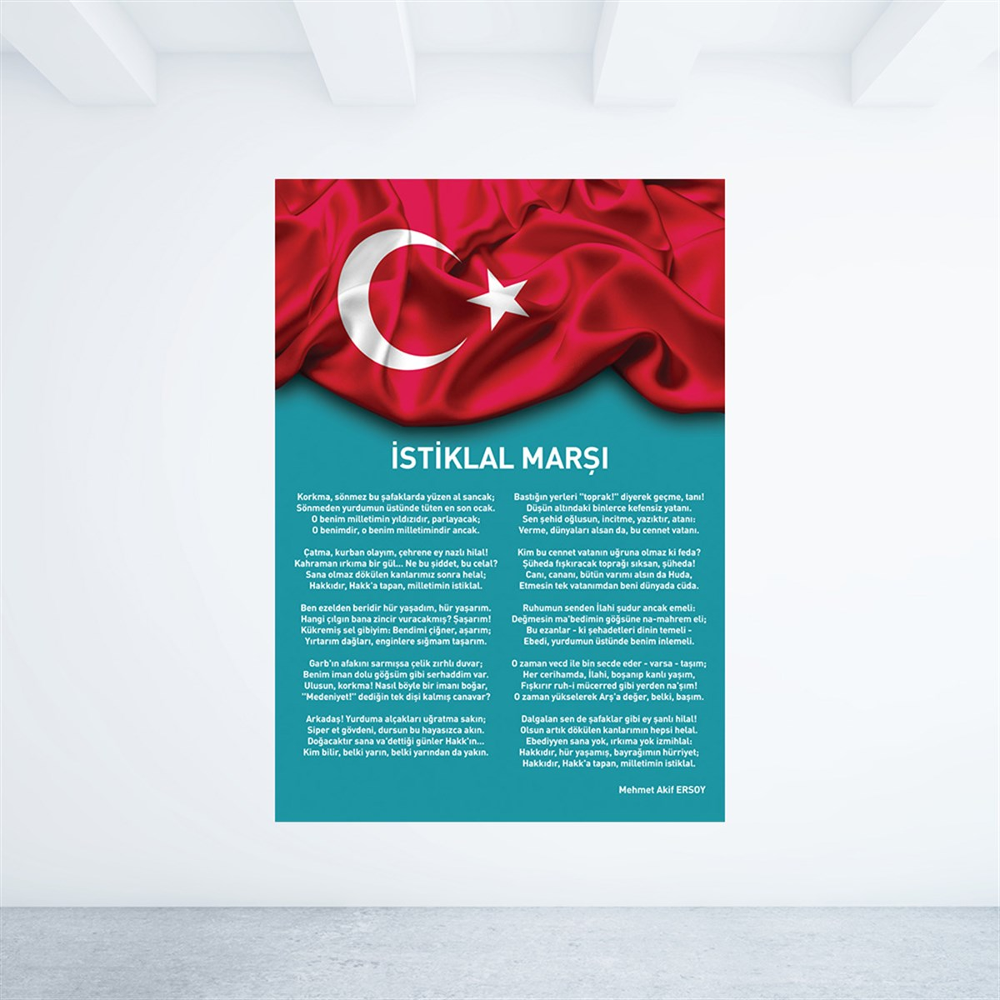 İSTİKLAL MARŞI
Korkma, sönmez bu şafaklarda yüzen al sancak;
Sönmeden yurdumun üstünde tüten en son ocak.
O benim milletimin yıldızıdır, parlayacak;
O benimdir, o benim milletimindir ancak.
Çatma, kurban olayım, çehrene ey nazlı hilal!
Kahraman ırkıma bir gül... Ne bu şiddet, bu celal?
Sana olmaz dökülen kanlarımız sonra helal;
Hakkıdır, Hakk'a tapan, milletimin istiklal.
Ben ezelden beridir hür yaşadım, hür yaşarım.
Hangi çılgın bana zincir vuracakmış? Şaşarım!
Kükremiş sel gibiyim: Bendimi çiğner, aşarım;
Yırtarım dağları, enginlere sığmam taşarım.
Garb'ın afakını sarmışsa çelik zırhlı duvar;
Benim iman dolu göğsüm gibi serhaddim var.
Ulusun, korkma! Nasıl böyle bir imanı boğar,
"Medeniyet!" dediğin tek dişi kalmış canavar?
Arkadaş! Yurduma alçakları uğratma sakın;
Siper et gövdeni, dursun bu hayasızca akın.
Doğacaktır sana va'dettiği günler Hakk'ın...
Kim bilir, belki yarın, belki yarından da yakın.
Bastığın yerleri "toprak!" diyerek geçme, tanı!
Düşün altındaki binlerce kefensiz yatanı.
Sen şehid oğlusun, incitme, yazıktır, atanı:
Verme, dünyaları alsan da, bu cennet vatanı.
Kim bu cennet vatanın uğruna olmaz ki feda?
Şüheda fışkıracak toprağı sıksan, şüheda!
Canı, cananı, bütün varımı alsın da Huda,
Etmesin tek vatanımdan beni dünyada cüda.
Ruhumun senden İlahi şudur ancak emeli:
Değmesin ma'bedimin göğsüne na-mahrem eli;
Bu ezanlar - ki şehadetleri dinin temeli -
Ebedi, yurdumun üstünde benim inlemeli.
O zaman vecd ile bin secde eder - varsa - taşım;
Her cerihamda, İlahi, boşanıp kanlı yaşım,
Fışkırır ruh-i mücerred gibi yerden na'şım!
O zaman yükselerek Arş'a değer, belki, başım.
Dalgalan sen de şafaklar gibi ey şanlı hilal!
Olsun artık dökülen kanlarımın hepsi helal.
Ebediyyen sana yok, ırkıma yok izmihlal:
Hakkıdır, hür yaşamış, bayrağımın hürriyet;
Hakkıdır, Hakk'a tapan, milletimin istiklal.
Mehmet Akif ERSOY